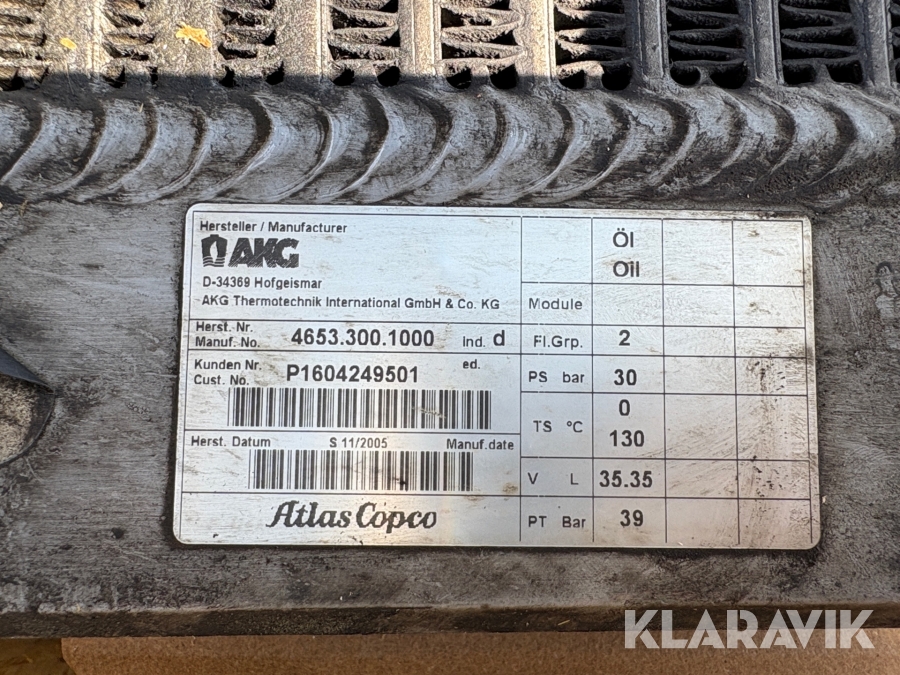 Hersteller / Manufacturer
AKG
D-34369 Hofgeismar
AKG Thermotechnik International GmbH & Co. KG
Herst. Nr.
Manuf. No. 4653.300.1000 Ind. d
Kunden Nr. ed.
Cust. No. P1604249501
Herst. Datum S 11/2005 Manuf.date
Atlas Copco
Öl
Oil
Module
Fl.Grp. 2
PS bar 30
TS °C 0
130
V L 35.35
PT Bar 39
KLARAVIK